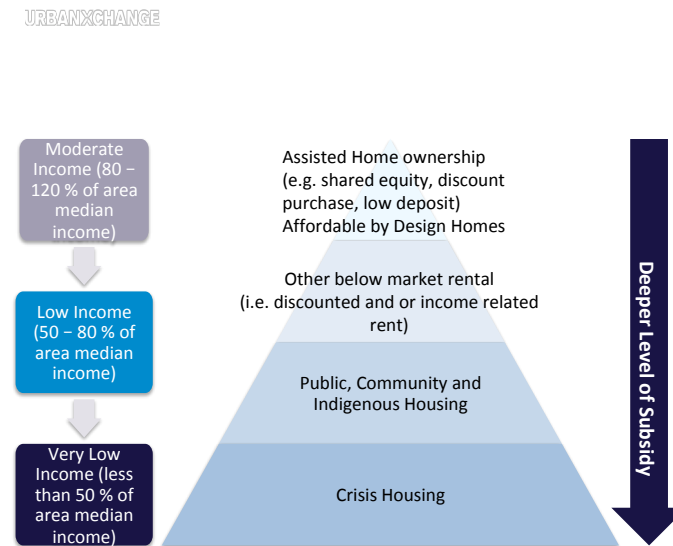 URBANXCHANGE
Moderate
Income (80 –
120 % of area
median
income)
Low Income
(50 – 80 % of
area median
income)
Very Low
Income (less
than 50 % of
area median
income)
Assisted Home ownership
(e.g. shared equity, discount
purchase, low deposit)
Affordable by Design Homes
Other below market rental
(i.e. discounted and or income related
rent)
Public, Community and
Indigenous Housing
Crisis Housing
Deeper Level of Subsidy